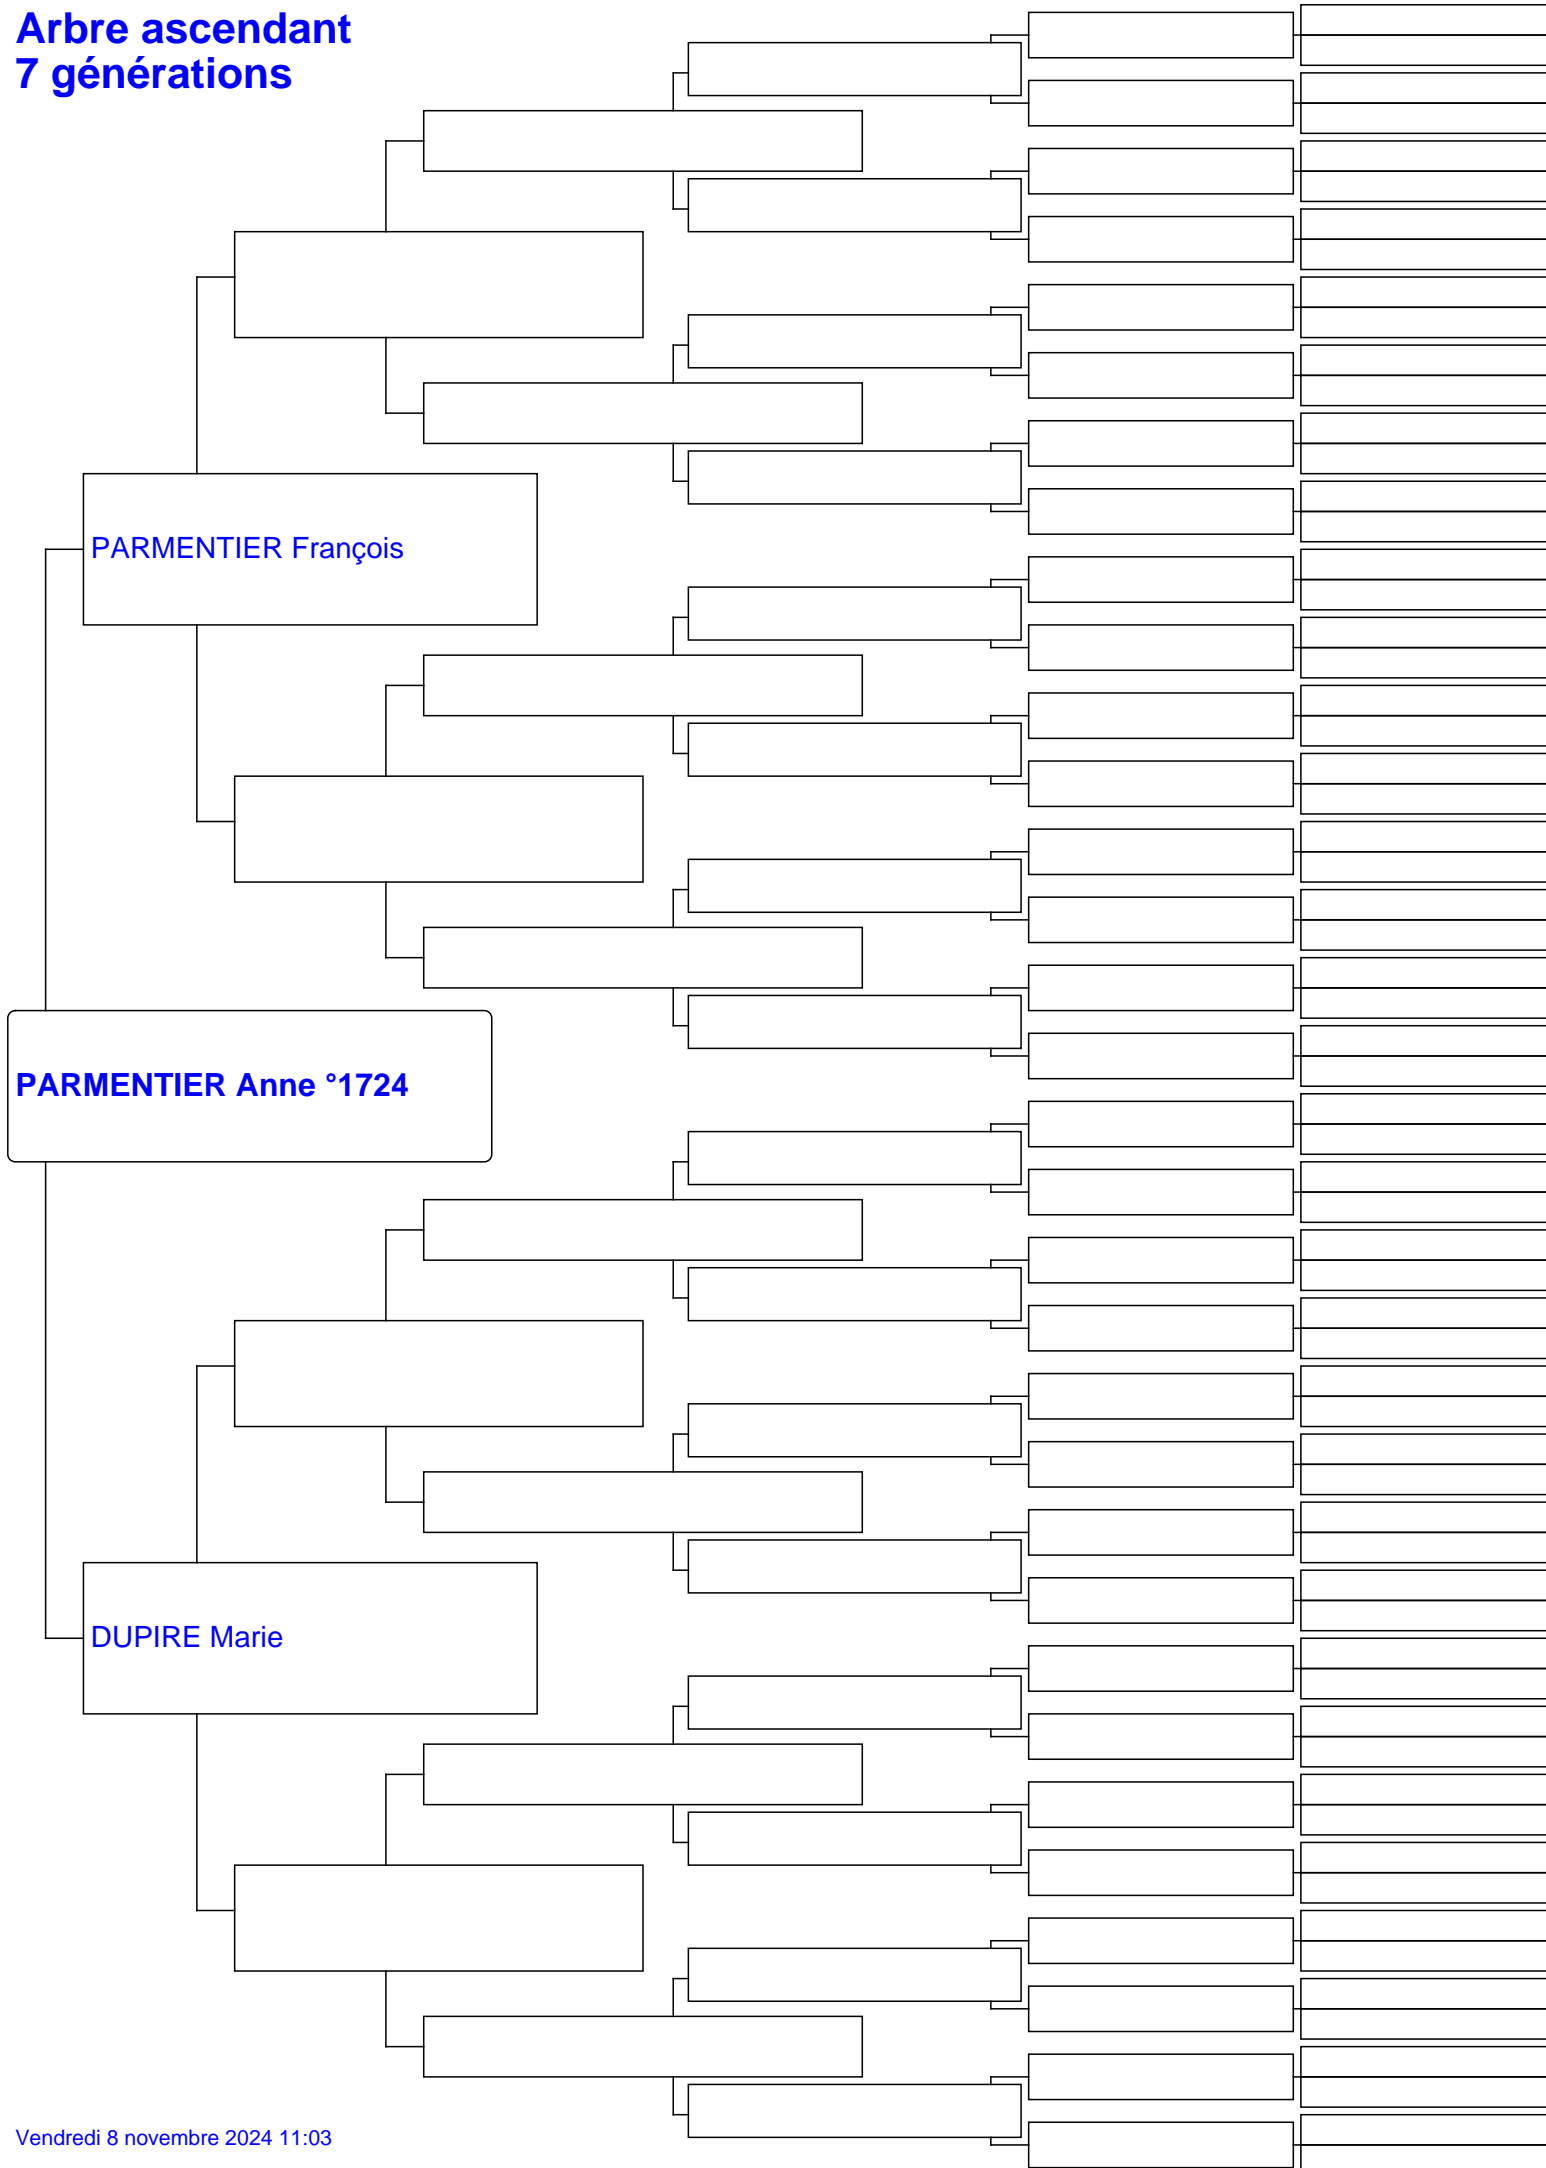 Arbre ascendant
7 générations
PARMENTIER François
PARMENTIER Anne °1724
DUPIRE Marie
Vendredi 8 novembre 2024 11:03